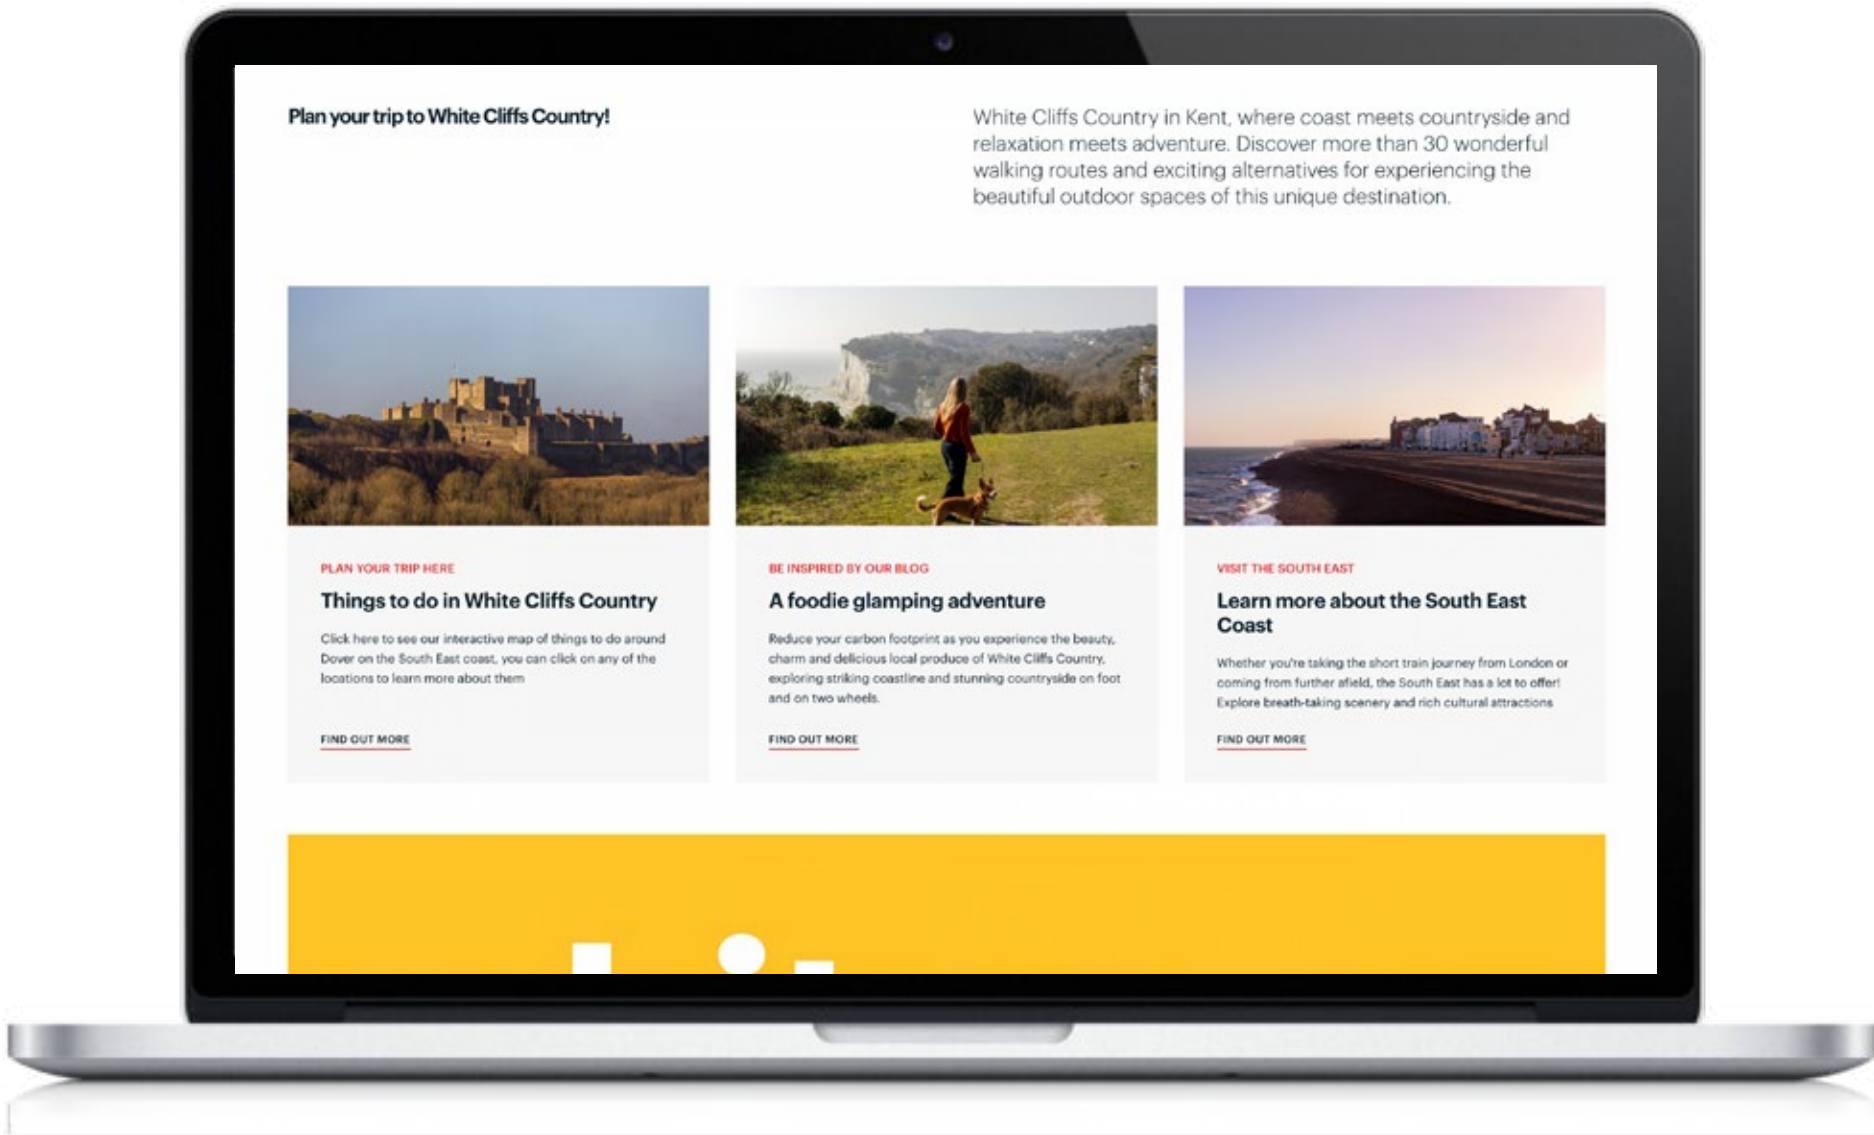 Plan your trip to White Cliffs Country!
White Cliffs Country in Kent, where coast meets countryside and
relaxation meets adventure. Discover more than 30 wonderful
walking routes and exciting alternatives for experiencing the
beautiful outdoor spaces of this unique destination.
PLAN YOUR TRIP HERE
Things to do in White Cliffs Country
Click here to see our interactive map of things to do around
Dover on the South East coast, you can click on any of the
locations to learn more about them
FIND OUT MORE
BE INSPIRED BY OUR BLOG
A foodie glamping adventure
Reduce your carbon footprint as you experience the beauty,
charm and delicious local produce of White Cliffs Country,
exploring striking coastline and stunning countryside on foot
and on two wheels.
FIND OUT MORE
VISIT THE SOUTH EAST
Learn more about the South East
Coast
Whether you're taking the short train journey from London or
coming from further afield, the South East has a lot to offer!
Explore breath-taking scenery and rich cultural attractions
FIND OUT MORE